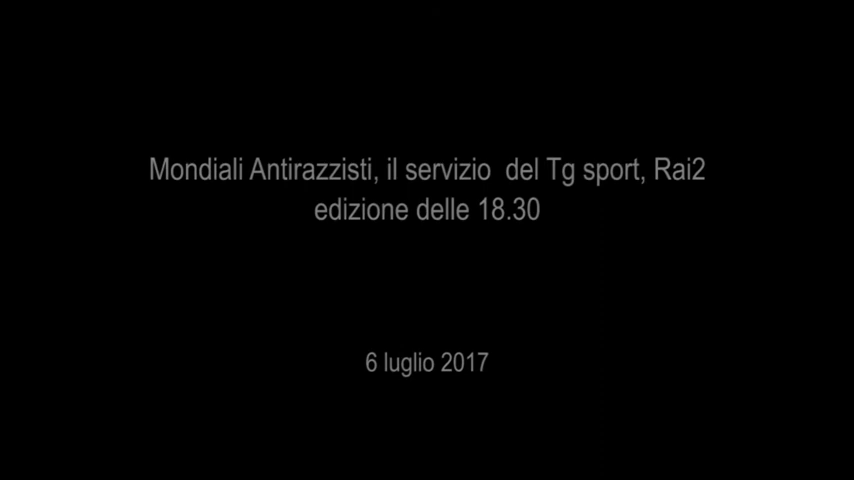 Mondiali Antirazzisti, il servizio  del Tg sport, Rai2
edizione delle 18.30
6 luglio 2017